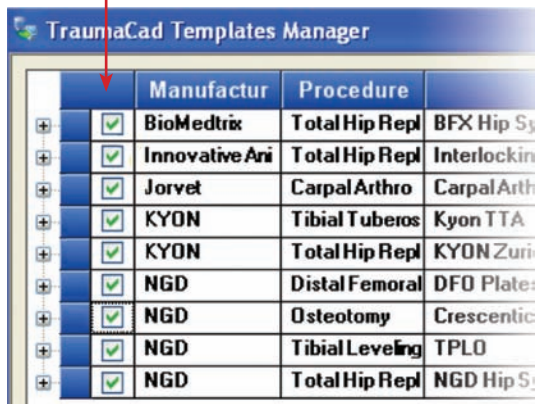 TraumaCad Templates Manager
Manufactur Procedure
BioMedtrix Total Hip Repl BFX Hip Sy
Innovative Ani Total Hip Repl Interlockin
Jorvet Carpal Arthro Carpal Arth
KYON Tibial Tuberos Kyon TTA
KYON Total Hip Repl KYON Zuri
NGD Distal Femoral DFO Plates
NGD Osteotomy Crescentic
NGD Tibial Leveling TPLO
NGD Total Hip Repl NGD Hip Sy